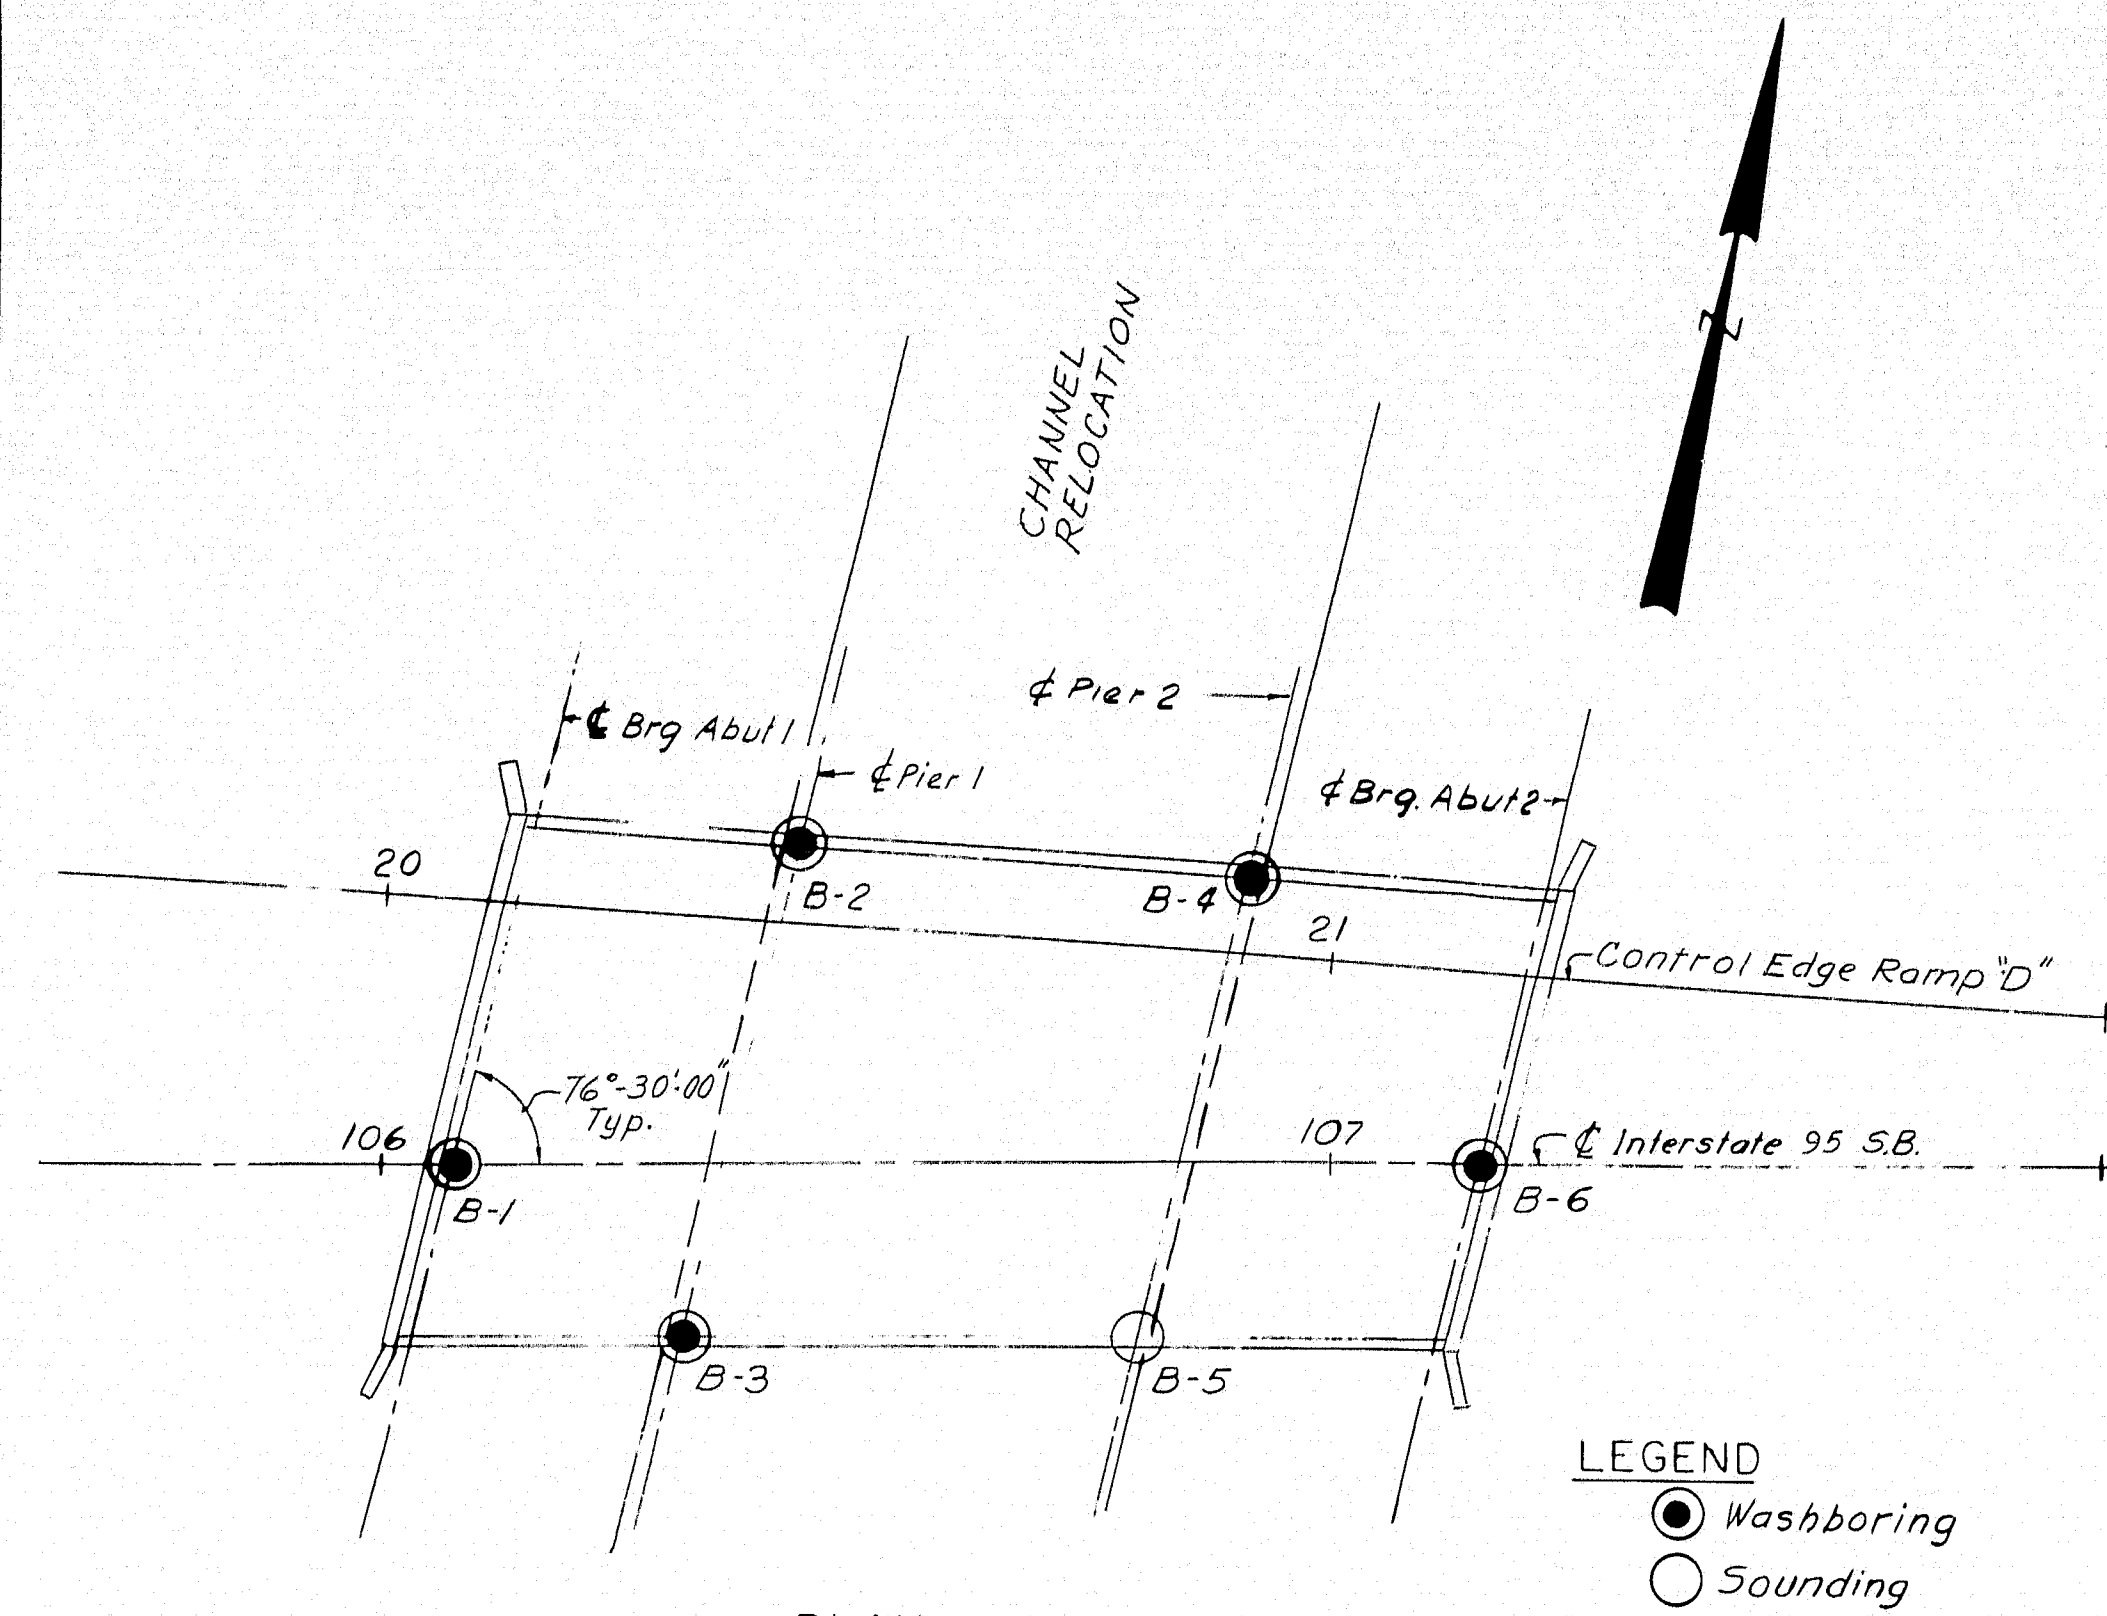 CHANNEL
RELOCATION
N
℄ Pier 2
℄ Brg Abut 1
℄ Pier 1
℄ Brg. Abut 2
20
B-2
B-4
21
Control Edge Ramp "D"
76°-30'-00"
Typ.
106
107
℄ Interstate 95 S.B.
B-1
B-6
B-3
B-5
LEGEND
Washboring
Sounding